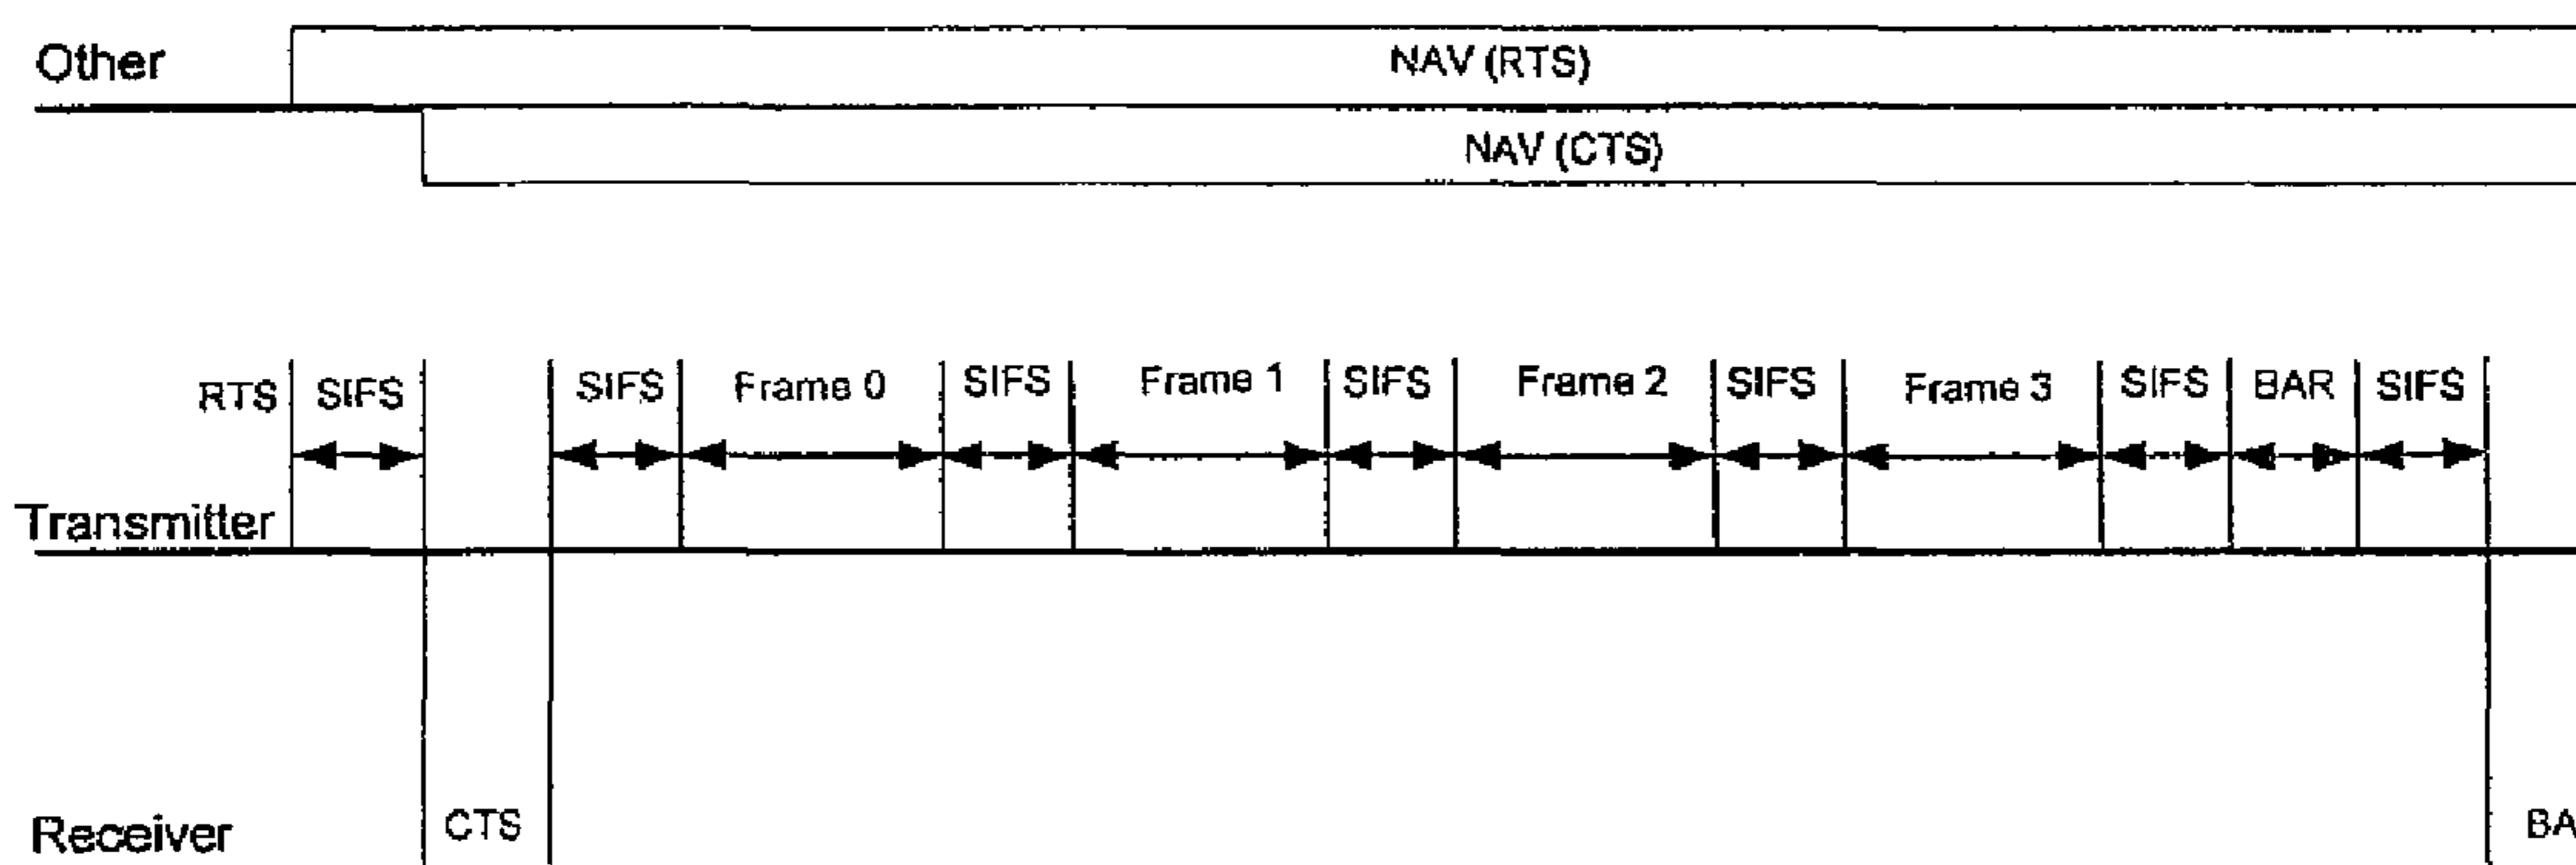 Other
NAV (RTS)
NAV (CTS)
RTS SIFS SIFS Frame 0 SIFS Frame 1 SIFS Frame 2 SIFS Frame 3 SIFS BAR SIFS
Transmitter
Receiver CTS BA